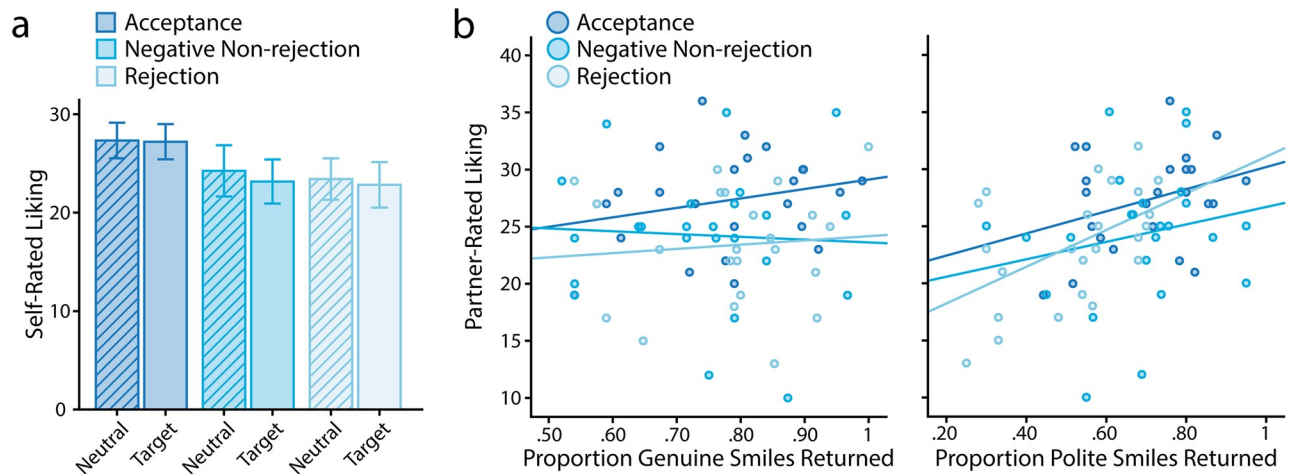 a
Acceptance
Negative Non-rejection
Rejection
Self-Rated Liking
30
20
10
0
Neutral
Target
Neutral
Target
Neutral
Target
b
Acceptance
Negative Non-rejection
Rejection
Partner-Rated Liking
40
35
30
25
20
15
10
.50 .60 .70 .80 .90 1
Proportion Genuine Smiles Returned
.20 .40 .60 .80 1
Proportion Polite Smiles Returned